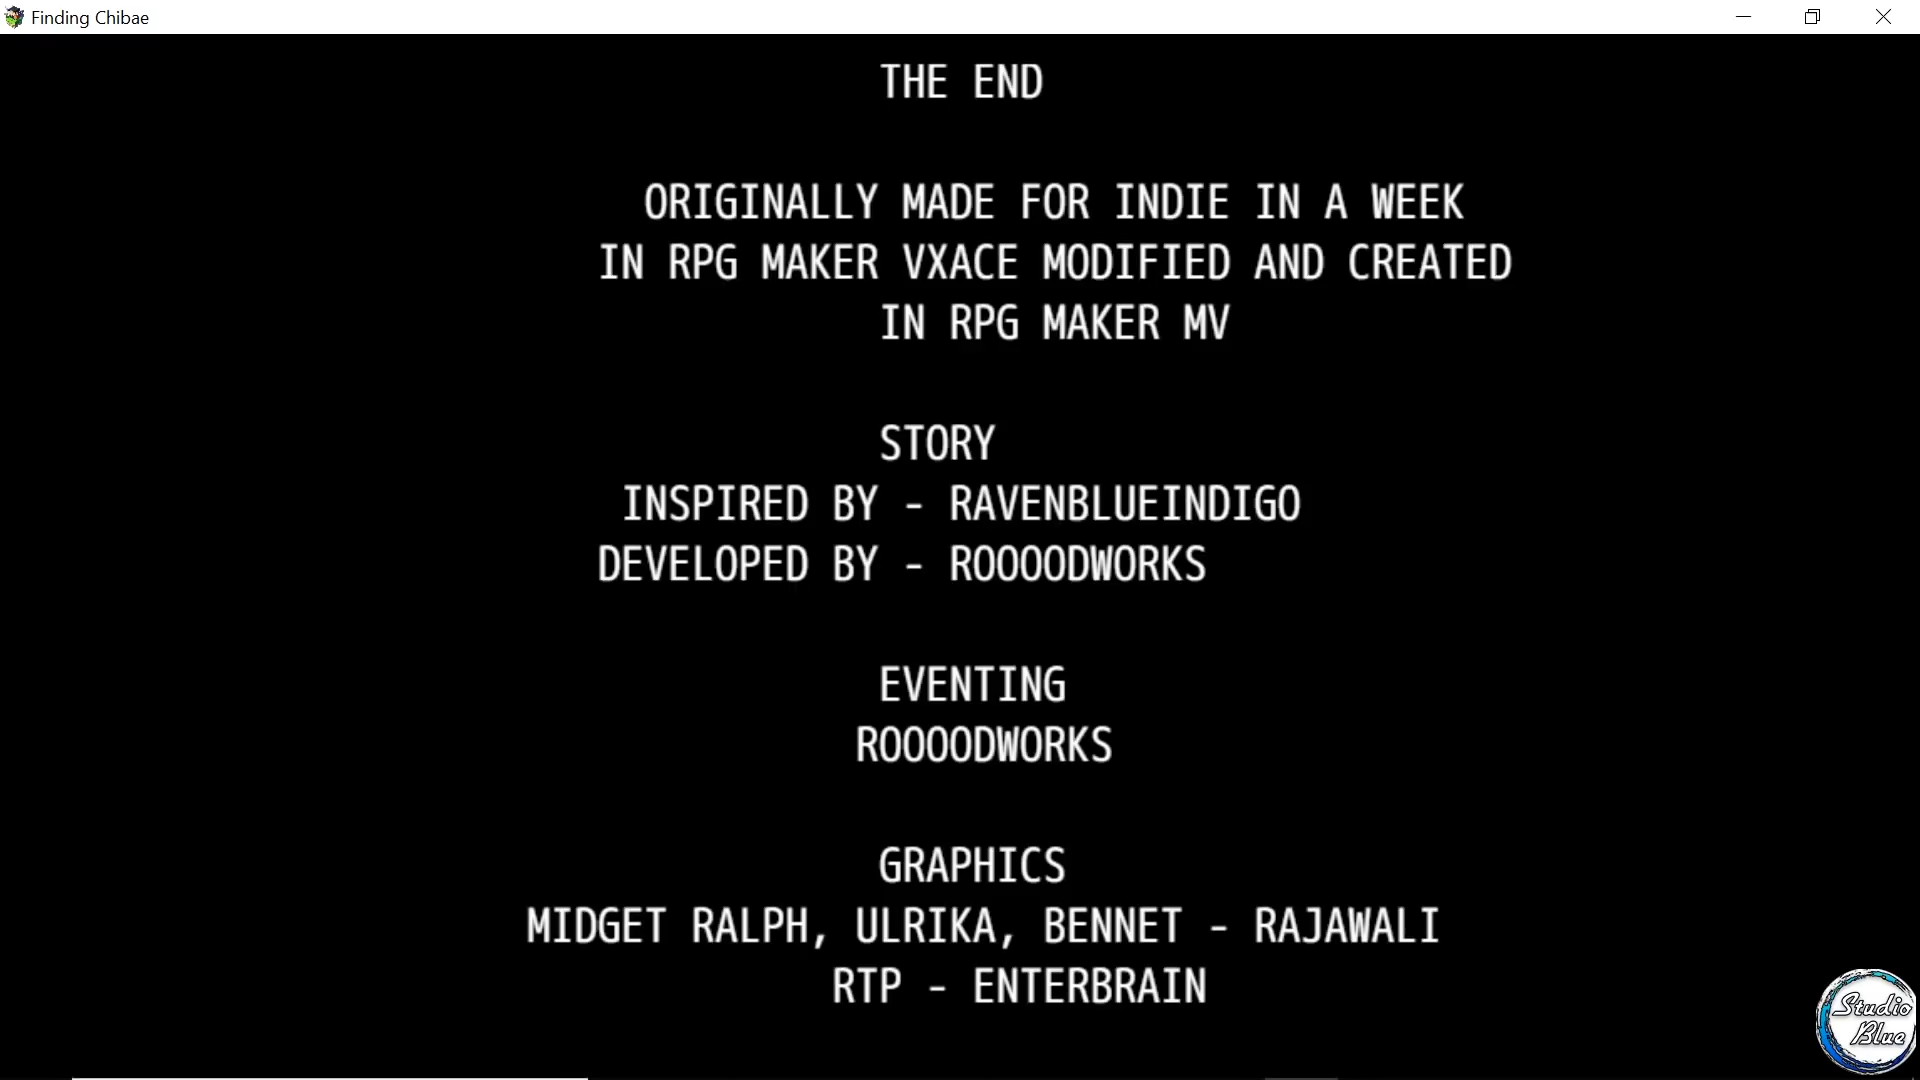 Finding Chibae
THE END
ORIGINALLY MADE FOR INDIE IN A WEEK
IN RPG MAKER VXACE MODIFIED AND CREATED
IN RPG MAKER MV
STORY
INSPIRED BY - RAVENBLUEINDIGO
DEVELOPED BY - ROOOODWORKS
EVENTING
ROOOODWORKS
GRAPHICS
MIDGET RALPH, ULRIKA, BENNET - RAJAWALI
RTP - ENTERBRAIN
Studio
Blue